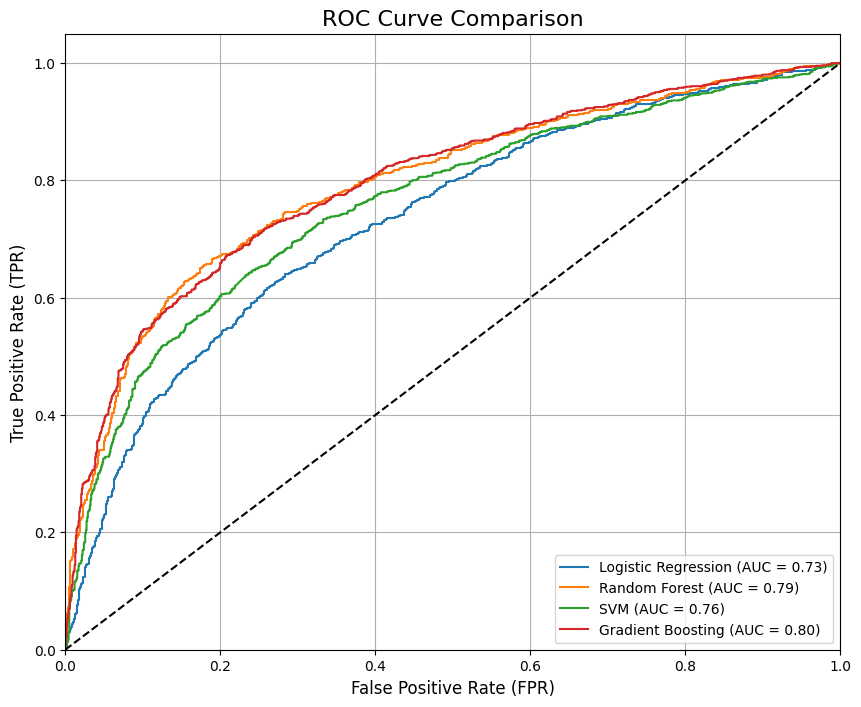 ROC Curve Comparison
True Positive Rate (TPR)
1.0
0.8
0.6
0.4
0.2
0.0
Logistic Regression (AUC = 0.73)
Random Forest (AUC = 0.79)
SVM (AUC = 0.76)
Gradient Boosting (AUC = 0.80)
0.0 0.2 0.4 0.6 0.8 1.0
False Positive Rate (FPR)